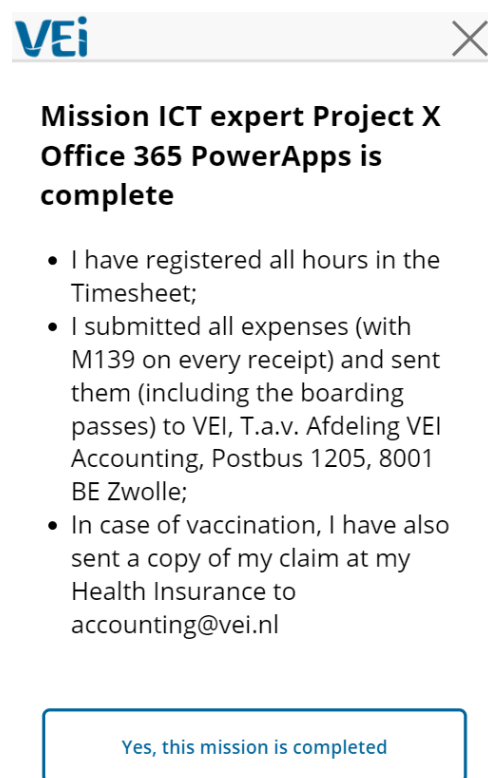 VEi
Mission ICT expert Project X
Office 365 PowerApps is
complete
• I have registered all hours in the
Timesheet;
• I submitted all expenses (with
M139 on every receipt) and sent
them (including the boarding
passes) to VEI, T.a.v. Afdeling VEI
Accounting, Postbus 1205, 8001
BE Zwolle;
• In case of vaccination, I have also
sent a copy of my claim at my
Health Insurance to
accounting@vei.nl
Yes, this mission is completed